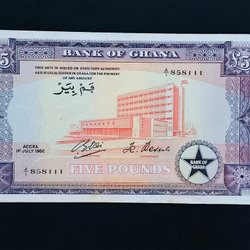 £5 £5
BANK OF GHANA
THIS NOTE IS ISSUED ON STATUTORY AUTHORITY
AND IS LEGAL TENDER IN GHANA FOR THE PAYMENT
OF ANY AMOUNT
A/1 858111
ACCRA
1ST JULY 1962
A/1 858111
FIVE POUNDS
BANK OF
GHANA